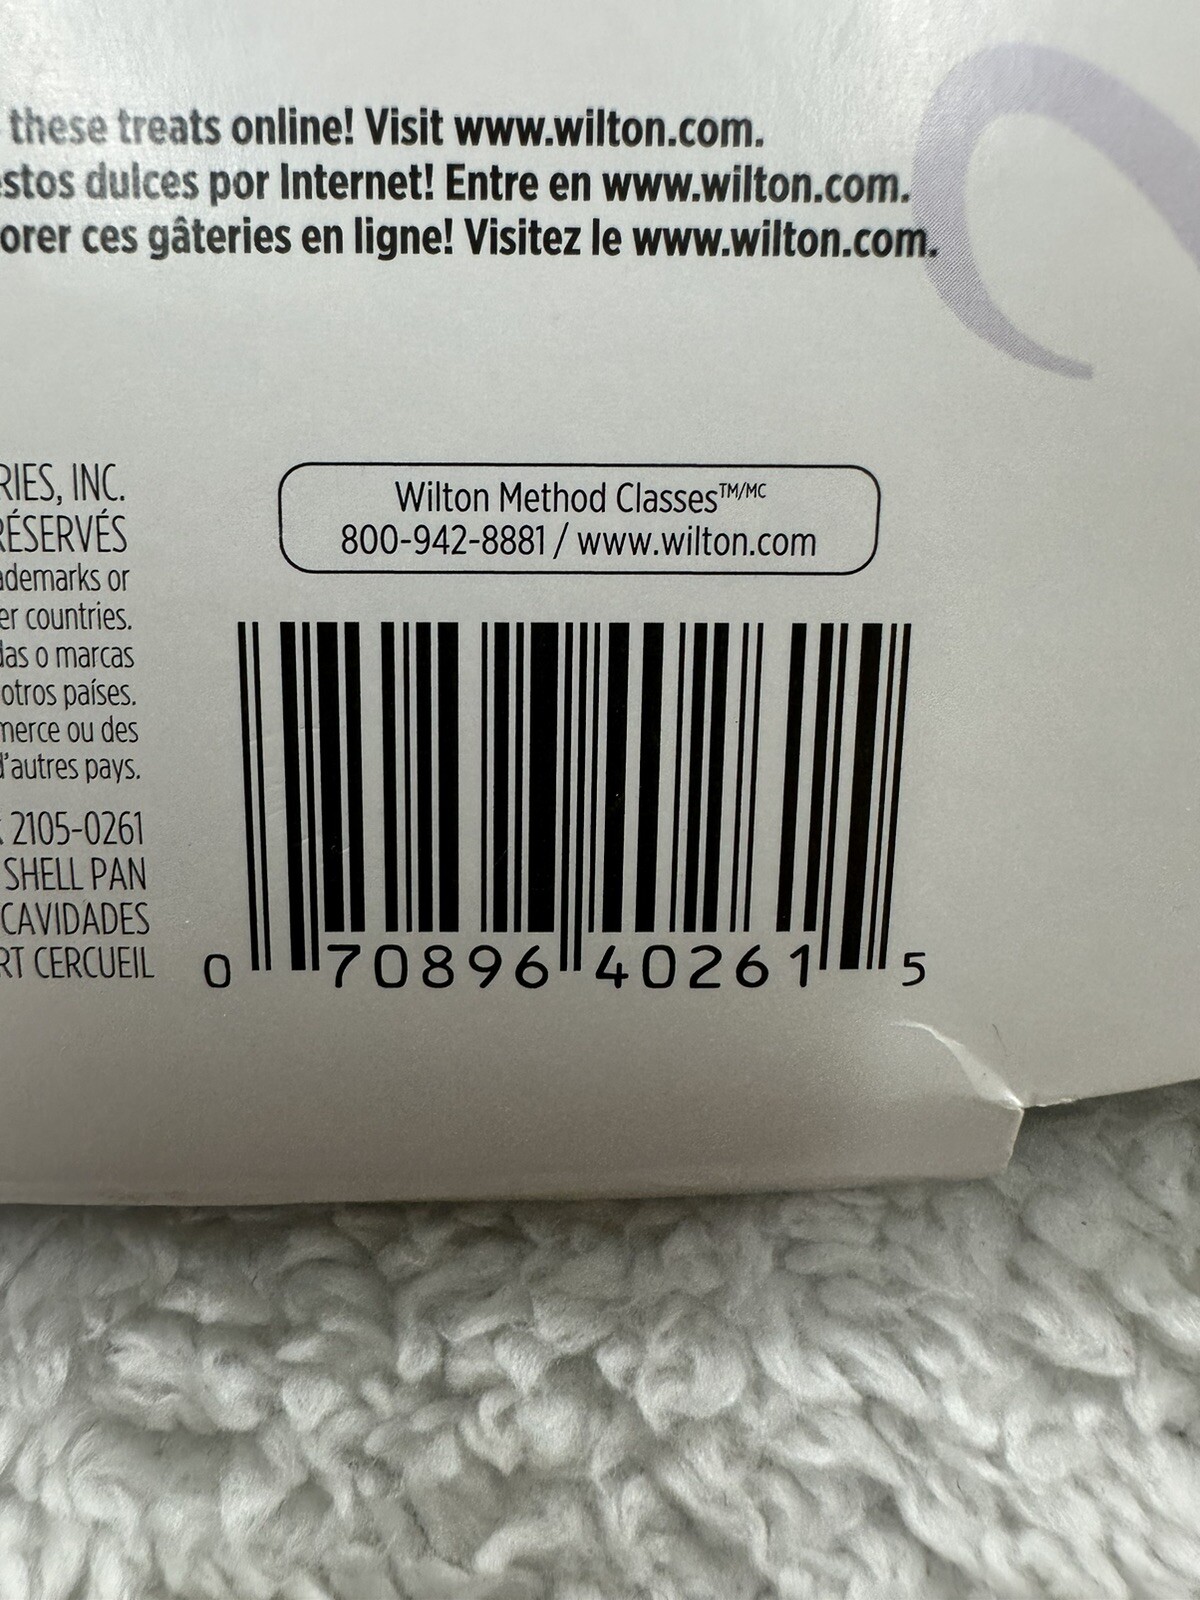 these treats online! Visit www.wilton.com.
stos dulces por Internet! Entre en www.wilton.com.
orer ces gâteries en ligne! Visitez le www.wilton.com.
RIES, INC.
RÉSERVÉS
ademarks or
er countries.
das o marcas
otros países.
merce ou des
d'autres pays.
2105-0261
SHELL PAN
CAVIDADES
RT CERCUEIL
Wilton Method Classes™/MC
800-942-8881 / www.wilton.com
0 70896 40261 5